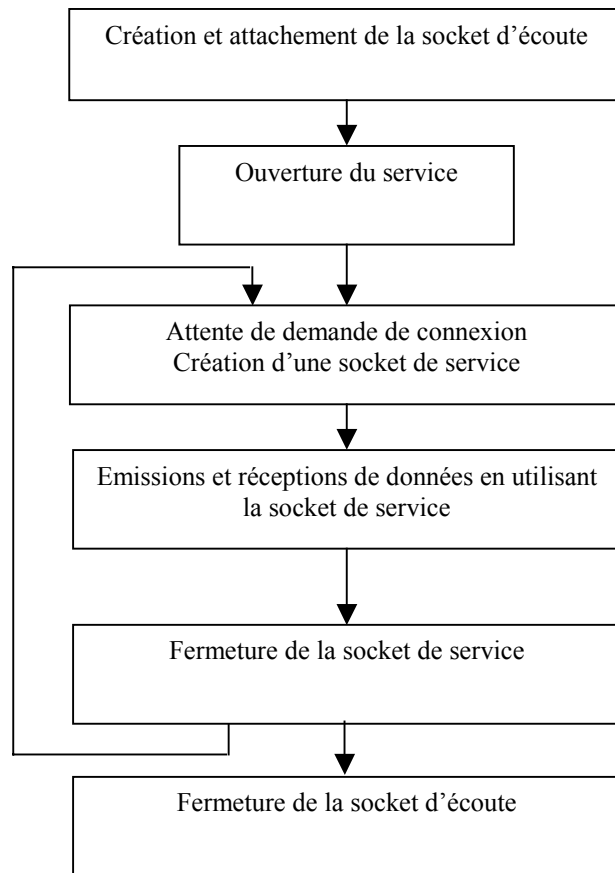 Création et attachement de la socket d’écoute
Ouverture du service
Attente de demande de connexion
Création d’une socket de service
Emissions et réceptions de données en utilisant
la socket de service
Fermeture de la socket de service
Fermeture de la socket d’écoute